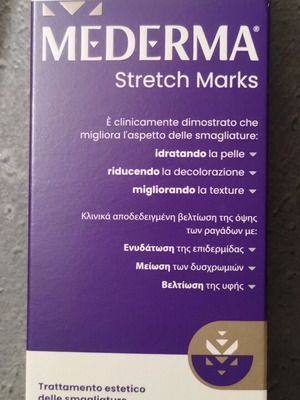 MEDERMA®
Stretch Marks
È clinicamente dimostrato che
migliora l'aspetto delle smagliature:
idratando la pelle
riducendo la decolorazione
migliorando la texture
Κλινικά αποδεδειγμένη βελτίωση της όψης
των ραγάδων με:
Ενυδάτωση της επιδερμίδας
Μείωση των δυσχρωμιών
Βελτίωση της υφής
Trattamento estetico
delle smagliature